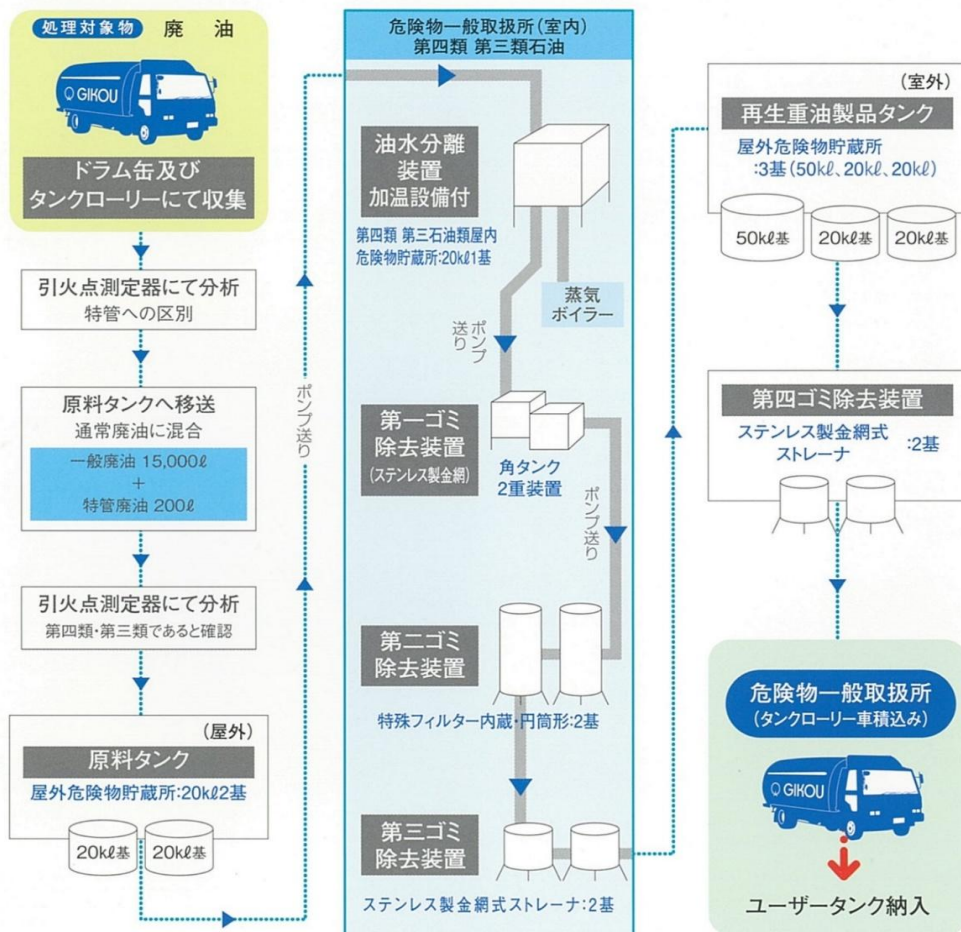 処理対象物 廃油
GIKOU
ドラム缶及び
タンクローリーにて収集
引火点測定器にて分析
特管への区別
原料タンクへ移送
通常廃油に混合
一般廃油 15,000ℓ
+
特管廃油 200ℓ
引火点測定器にて分析
第四類・第三類であると確認
(屋外)
原料タンク
屋外危険物貯蔵所:20kℓ2基
20kℓ基 20kℓ基
ポンプ送り
危険物一般取扱所(室内)
第四類 第三類石油
油水分離
装置
加温設備付
第四類 第三石油類屋内
危険物貯蔵所:20kℓ1基
蒸気
ボイラー
ポンプ
送り
第一ゴミ
除去装置
(ステンレス製金網)
角タンク
2重装置
ポンプ送り
第二ゴミ
除去装置
特殊フィルター内蔵・円筒形:2基
第三ゴミ
除去装置
ステンレス製金網式ストレーナ:2基
(室外)
再生重油製品タンク
屋外危険物貯蔵所
:3基(50kℓ、20kℓ、20kℓ)
50kℓ基 20kℓ基 20kℓ基
第四ゴミ除去装置
ステンレス製金網式
ストレーナ :2基
危険物一般取扱所
(タンクローリー車積込み)
GIKOU
ユーザータンク納入